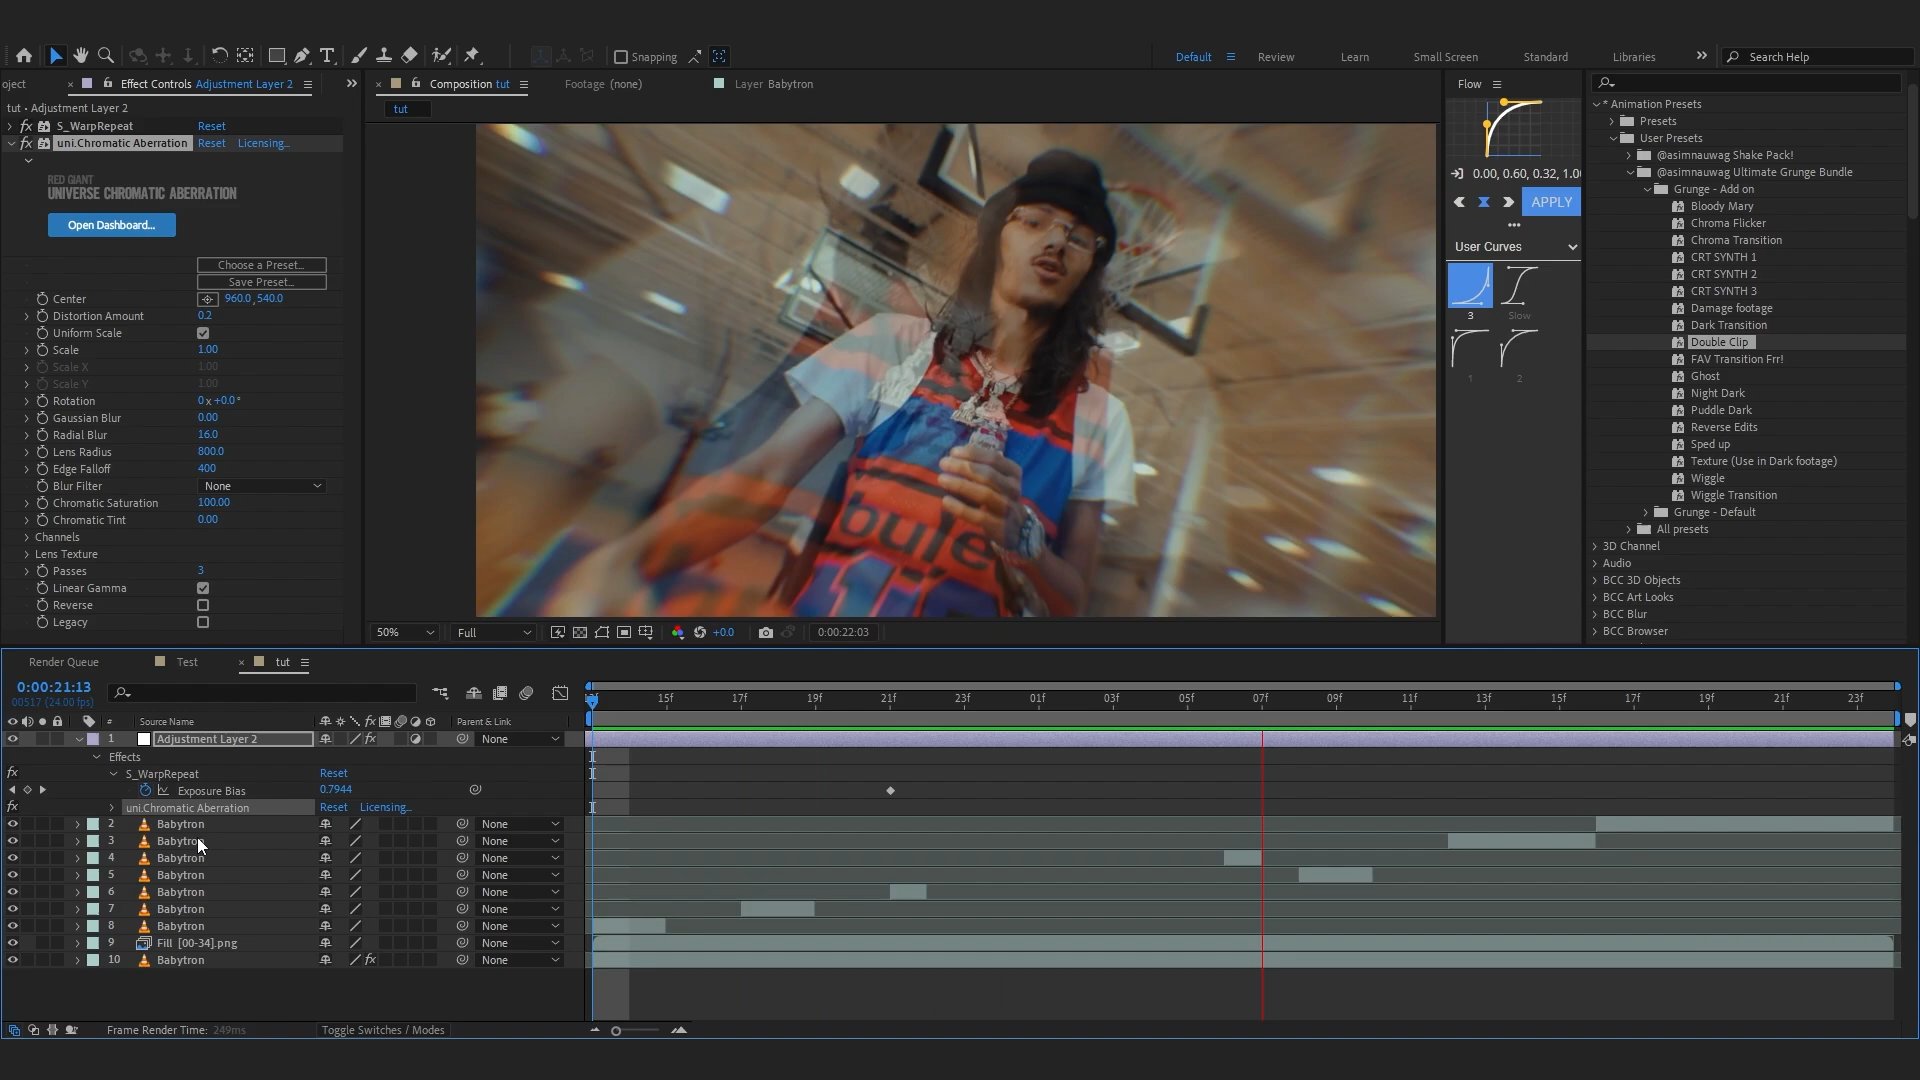 Snapping
Default
Review
Learn
Small Screen
Standard
Libraries
Search Help
oject
Effect Controls Adjustment Layer 2
Composition tut
Footage (none)
Layer Babytron
Flow
tut • Adjustment Layer 2
tut
fx S_WarpRepeat Reset
fx uni.Chromatic Aberration Reset Licensing...
RED GIANT
UNIVERSE CHROMATIC ABERRATION
Open Dashboard...
Choose a Preset...
Save Preset...
Center 960.0, 540.0
Distortion Amount 0.2
Uniform Scale
Scale 1.00
Scale X 1.00
Scale Y 1.00
Rotation 0 x +0.0°
Gaussian Blur 0.00
Radial Blur 16.0
Lens Radius 800.0
Edge Falloff 400
Blur Filter None
Chromatic Saturation 100.00
Chromatic Tint 0.00
Channels
Lens Texture
Passes 3
Linear Gamma
Reverse
Legacy
bulle
50% Full +0.0 0:00:22:03
0.00, 0.60, 0.32, 1.0
APPLY
User Curves
3 Slow
1 2
* Animation Presets
Presets
User Presets
@asimnauwag Shake Pack!
@asimnauwag Ultimate Grunge Bundle
Grunge - Add on
Bloody Mary
Chroma Flicker
Chroma Transition
CRT SYNTH 1
CRT SYNTH 2
CRT SYNTH 3
Damage footage
Dark Transition
Double Clip
FAV Transition Frr!
Ghost
Night Dark
Puddle Dark
Reverse Edits
Sped up
Texture (Use in Dark footage)
Wiggle
Wiggle Transition
Grunge - Default
All presets
3D Channel
Audio
BCC 3D Objects
BCC Art Looks
BCC Blur
BCC Browser
Render Queue Test tut
0:00:21:13
00517 (24.00 fps)
15f 17f 19f 21f 23f 01f 03f 05f 07f 09f 11f 13f 15f 17f 19f 21f 23f
# Source Name fx Parent & Link
1 Adjustment Layer 2 fx None
Effects
fx S_WarpRepeat Reset
Exposure Bias 0.7944
fx uni.Chromatic Aberration Reset Licensing...
2 Babytron None
3 Babytron None
4 Babytron None
5 Babytron None
6 Babytron None
7 Babytron None
8 Babytron None
9 Fill [00-34].png None
10 Babytron fx None
Frame Render Time: 249ms Toggle Switches / Modes